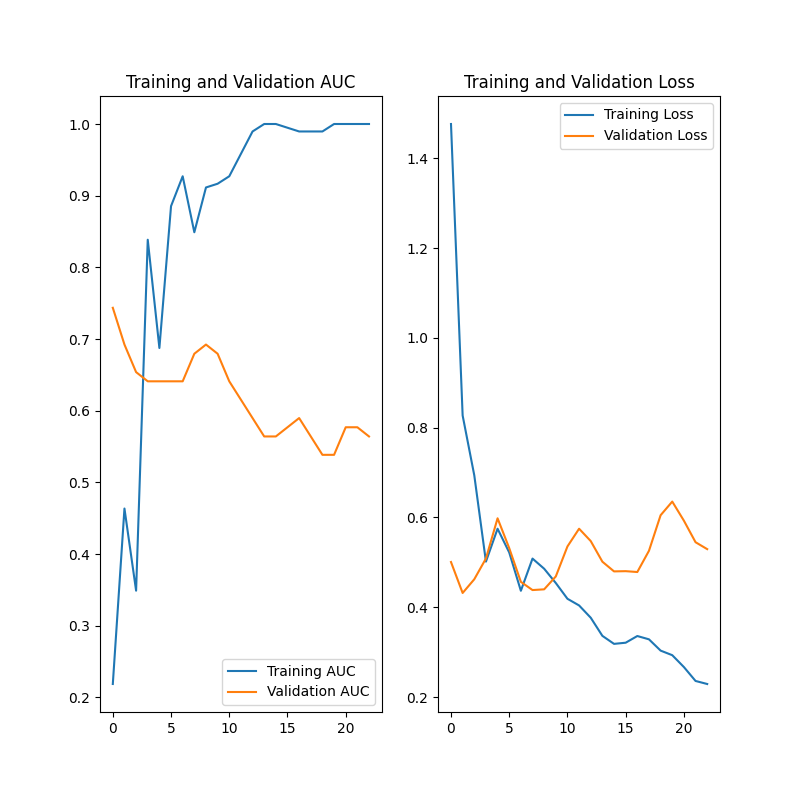 Training and Validation AUC
1.0
0.9
0.8
0.7
0.6
0.5
0.4
0.3
0.2
0 5 10 15 20
Training AUC
Validation AUC
Training and Validation Loss
1.4
1.2
1.0
0.8
0.6
0.4
0.2
0 5 10 15 20
Training Loss
Validation Loss